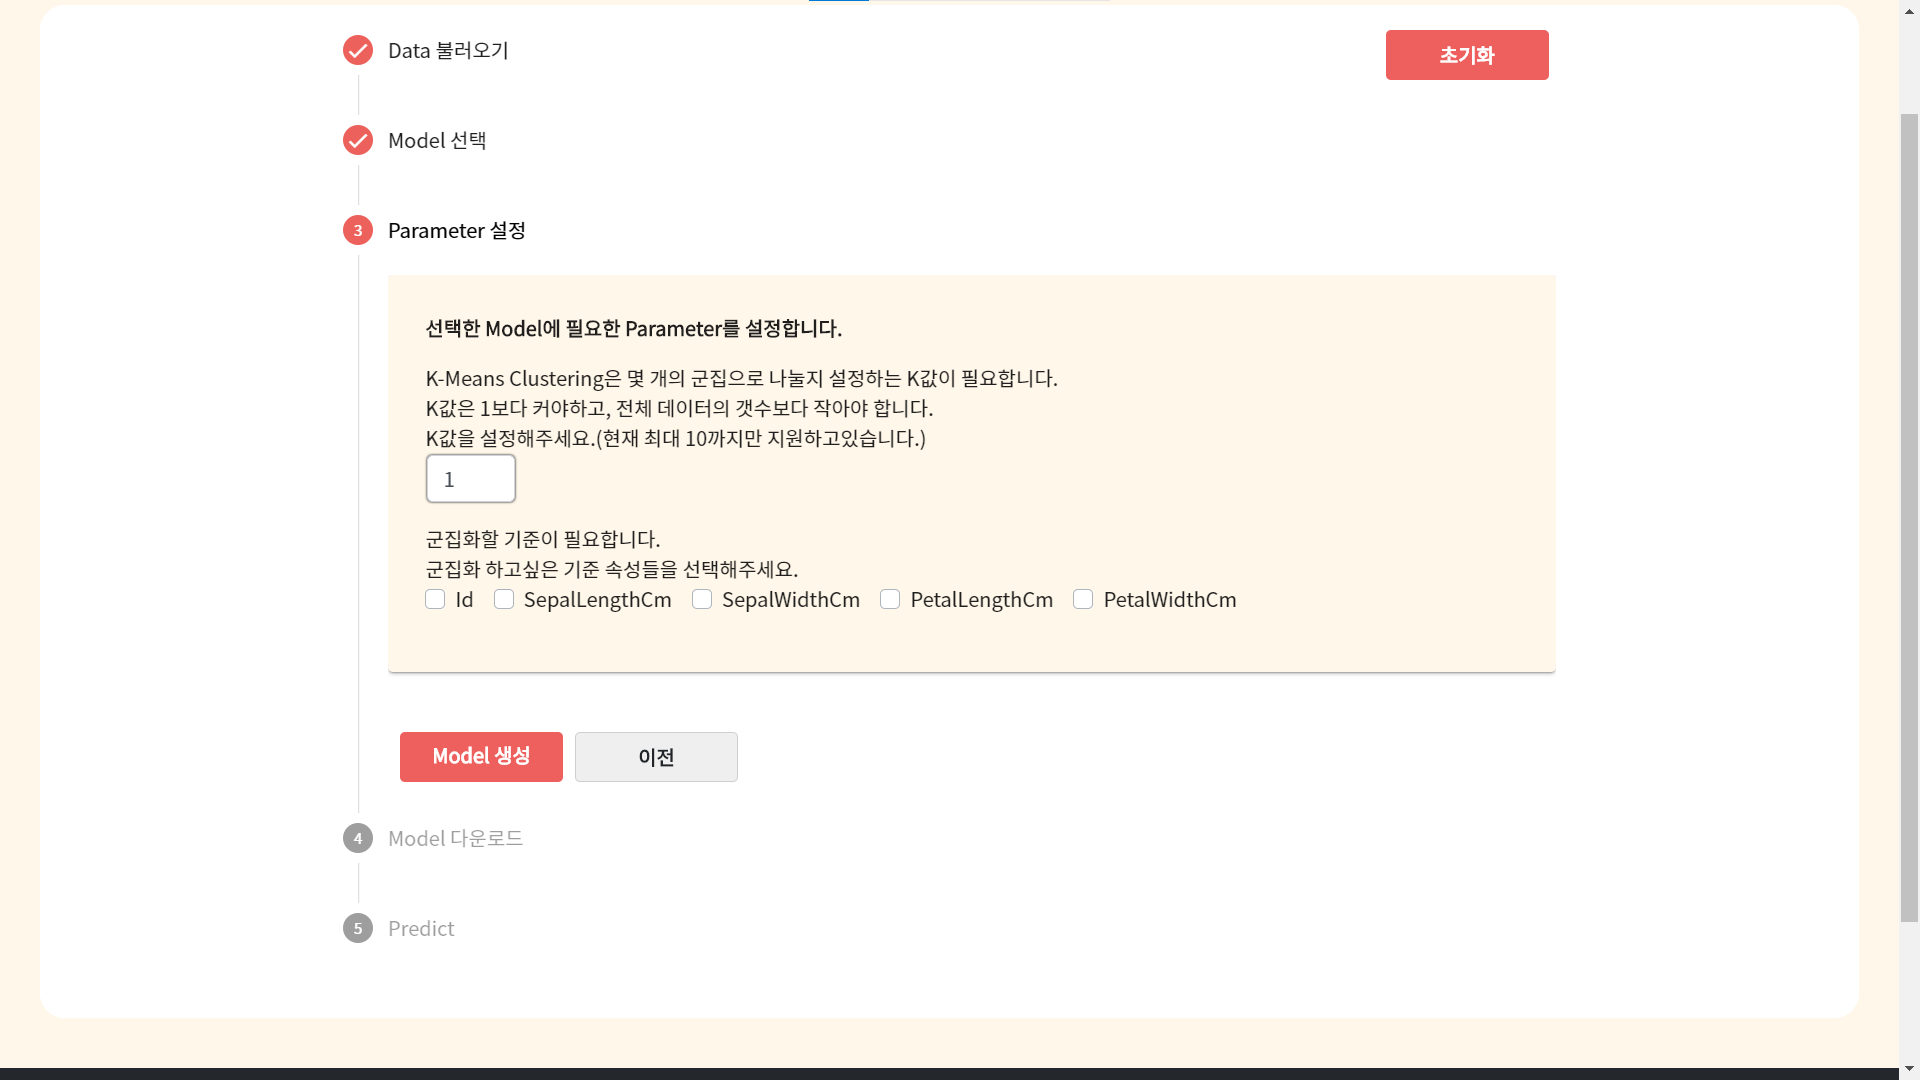 Data 불러오기
초기화
Model 선택
3 Parameter 설정
선택한 Model에 필요한 Parameter를 설정합니다.
K-Means Clustering은 몇 개의 군집으로 나눌지 설정하는 K값이 필요합니다.
K값은 1보다 커야하고, 전체 데이터의 갯수보다 작아야 합니다.
K값을 설정해주세요.(현재 최대 10까지만 지원하고있습니다.)
1
군집화할 기준이 필요합니다.
군집화 하고싶은 기준 속성들을 선택해주세요.
Id SepalLengthCm SepalWidthCm PetalLengthCm PetalWidthCm
Model 생성 이전
4 Model 다운로드
5 Predict